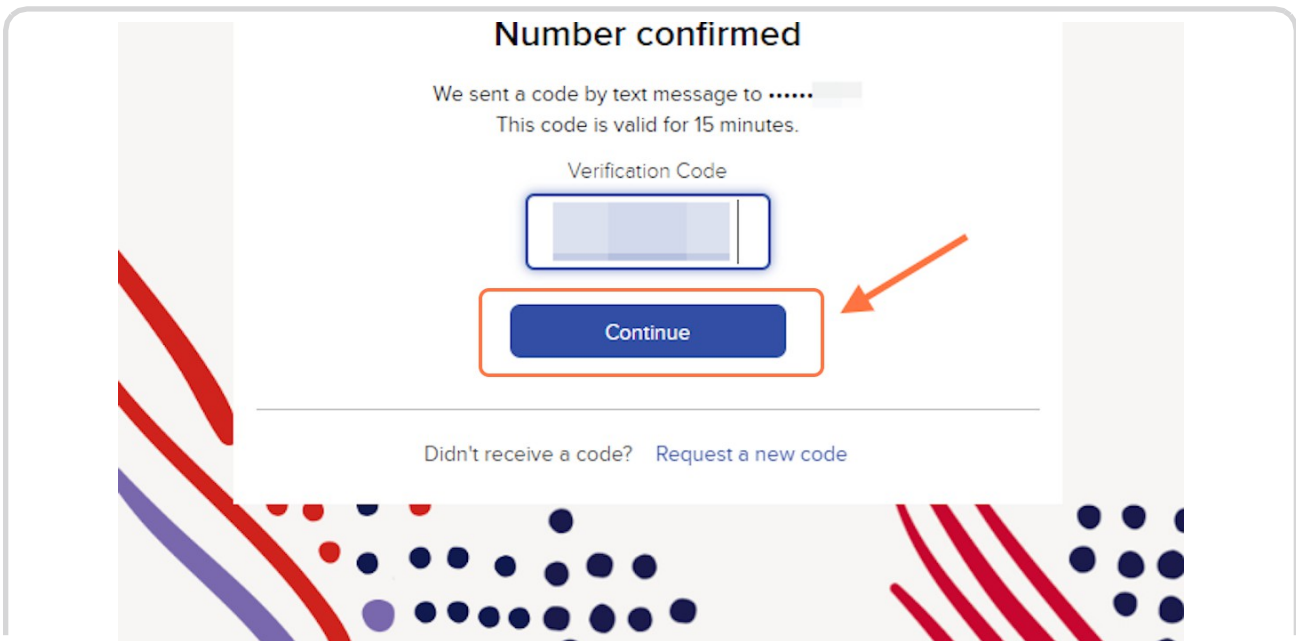 Number confirmed
We sent a code by text message to ••••••
This code is valid for 15 minutes.
Verification Code
Continue
Didn't receive a code? Request a new code